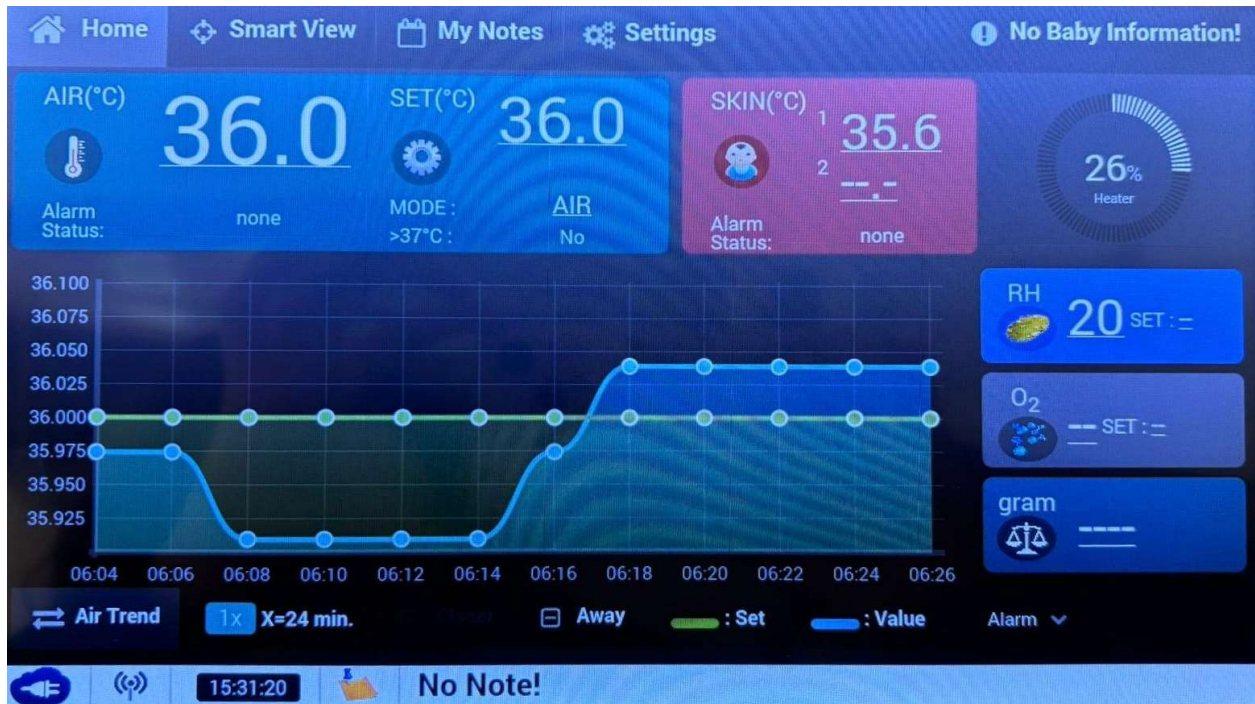 Home Smart View My Notes Settings No Baby Information!
AIR(°C) 36.0 SET(°C) 36.0
Alarm Status: none
MODE : AIR
>37°C : No
SKIN(°C)
1 35.6
2 --.-
Alarm Status: none
26%
Heater
36.100
36.075
36.050
36.025
36.000
35.975
35.950
35.925
06:04 06:06 06:08 06:10 06:12 06:14 06:16 06:18 06:20 06:22 06:24 06:26
RH 20 SET : --
O2 -- SET : --
gram ----
Air Trend 1x X=24 min. Away : Set : Value Alarm
15:31:20 No Note!